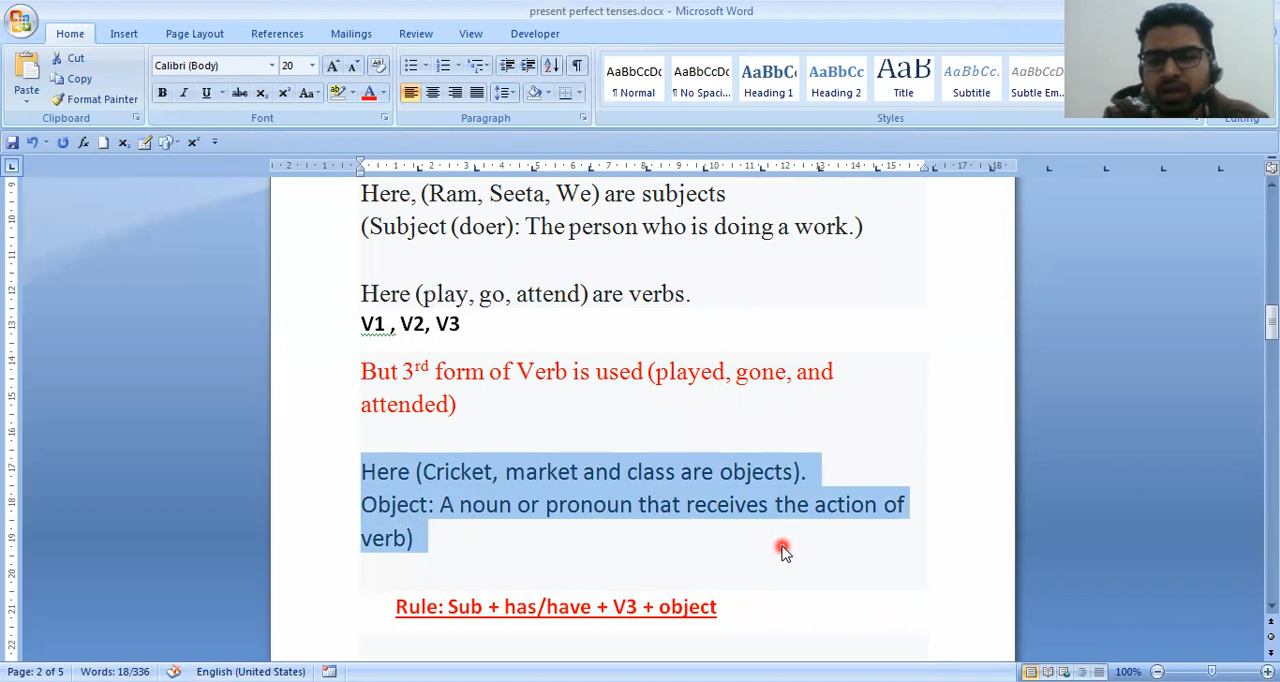 present perfect tenses.docx - Microsoft Word
Home Insert Page Layout References Mailings Review View Developer
Cut
Copy
Format Painter
Paste
Calibri (Body) 20
AaBbCcDc AaBbCcDc AaBbCc AaBbCc AaB AaBbCc. AaBbCcDc
¶ Normal ¶ No Spaci... Heading 1 Heading 2 Title Subtitle Subtle Em...
Clipboard Font Paragraph Styles Editing
Here, (Ram, Seeta, We) are subjects
(Subject (doer): The person who is doing a work.)
Here (play, go, attend) are verbs.
V1 , V2, V3
But 3rd form of Verb is used (played, gone, and
attended)
Here (Cricket, market and class are objects).
Object: A noun or pronoun that receives the action of
verb)
Rule: Sub + has/have + V3 + object
Page: 2 of 5 Words: 18/336 English (United States) 100%